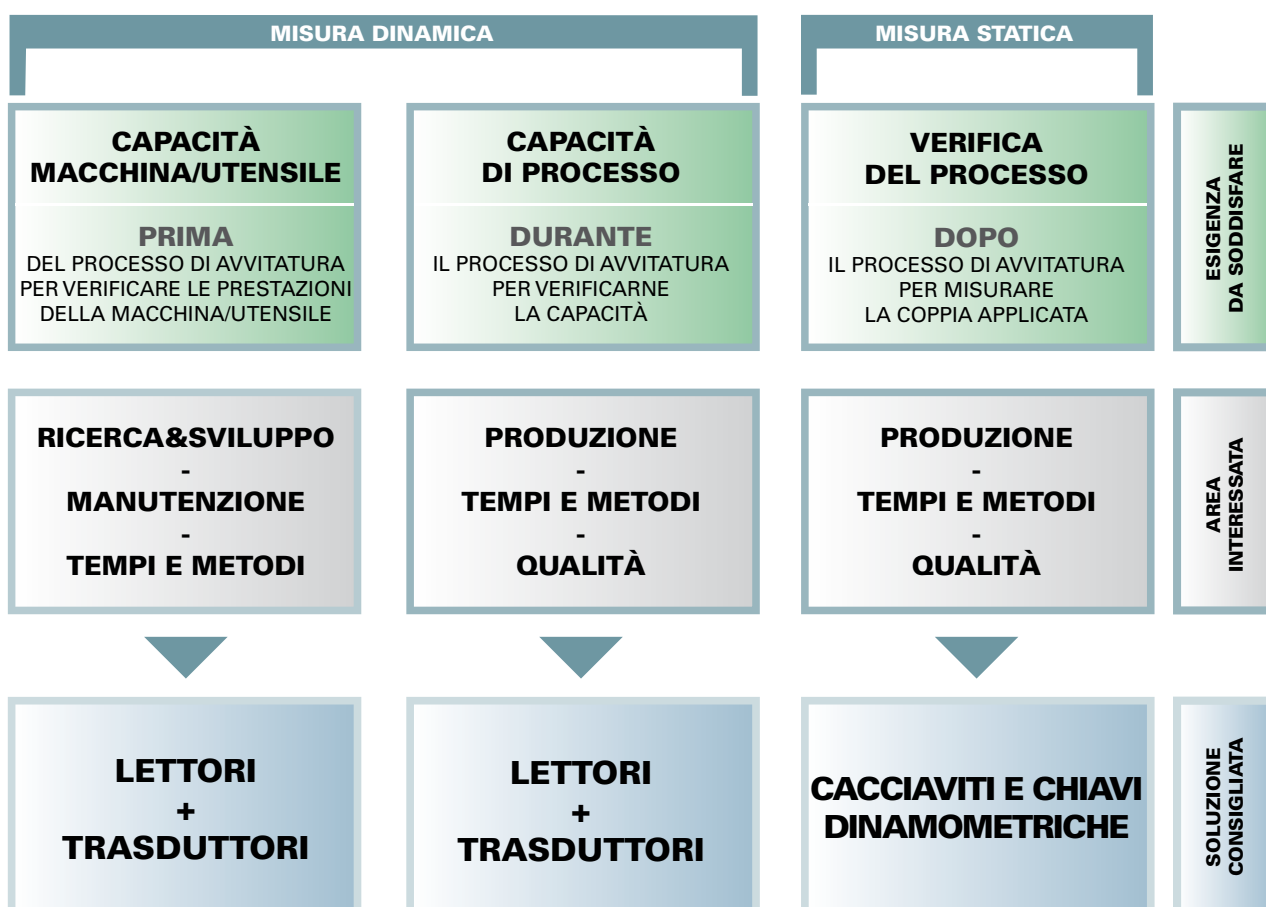 MISURA DINAMICA
MISURA STATICA
CAPACITÀ
MACCHINA/UTENSILE
PRIMA
DEL PROCESSO DI AVVITATURA
PER VERIFICARE LE PRESTAZIONI
DELLA MACCHINA/UTENSILE
CAPACITÀ
DI PROCESSO
DURANTE
IL PROCESSO DI AVVITATURA
PER VERIFICARNE
LA CAPACITÀ
VERIFICA
DEL PROCESSO
DOPO
IL PROCESSO DI AVVITATURA
PER MISURARE
LA COPPIA APPLICATA
ESIGENZA
DA SODDISFARE
RICERCA&SVILUPPO
-
MANUTENZIONE
-
TEMPI E METODI
PRODUZIONE
-
TEMPI E METODI
-
QUALITÀ
PRODUZIONE
-
TEMPI E METODI
-
QUALITÀ
AREA
INTERESSATA
LETTORI
+
TRASDUTTORI
LETTORI
+
TRASDUTTORI
CACCIAVITI E CHIAVI
DINAMOMETRICHE
SOLUZIONE
CONSIGLIATA